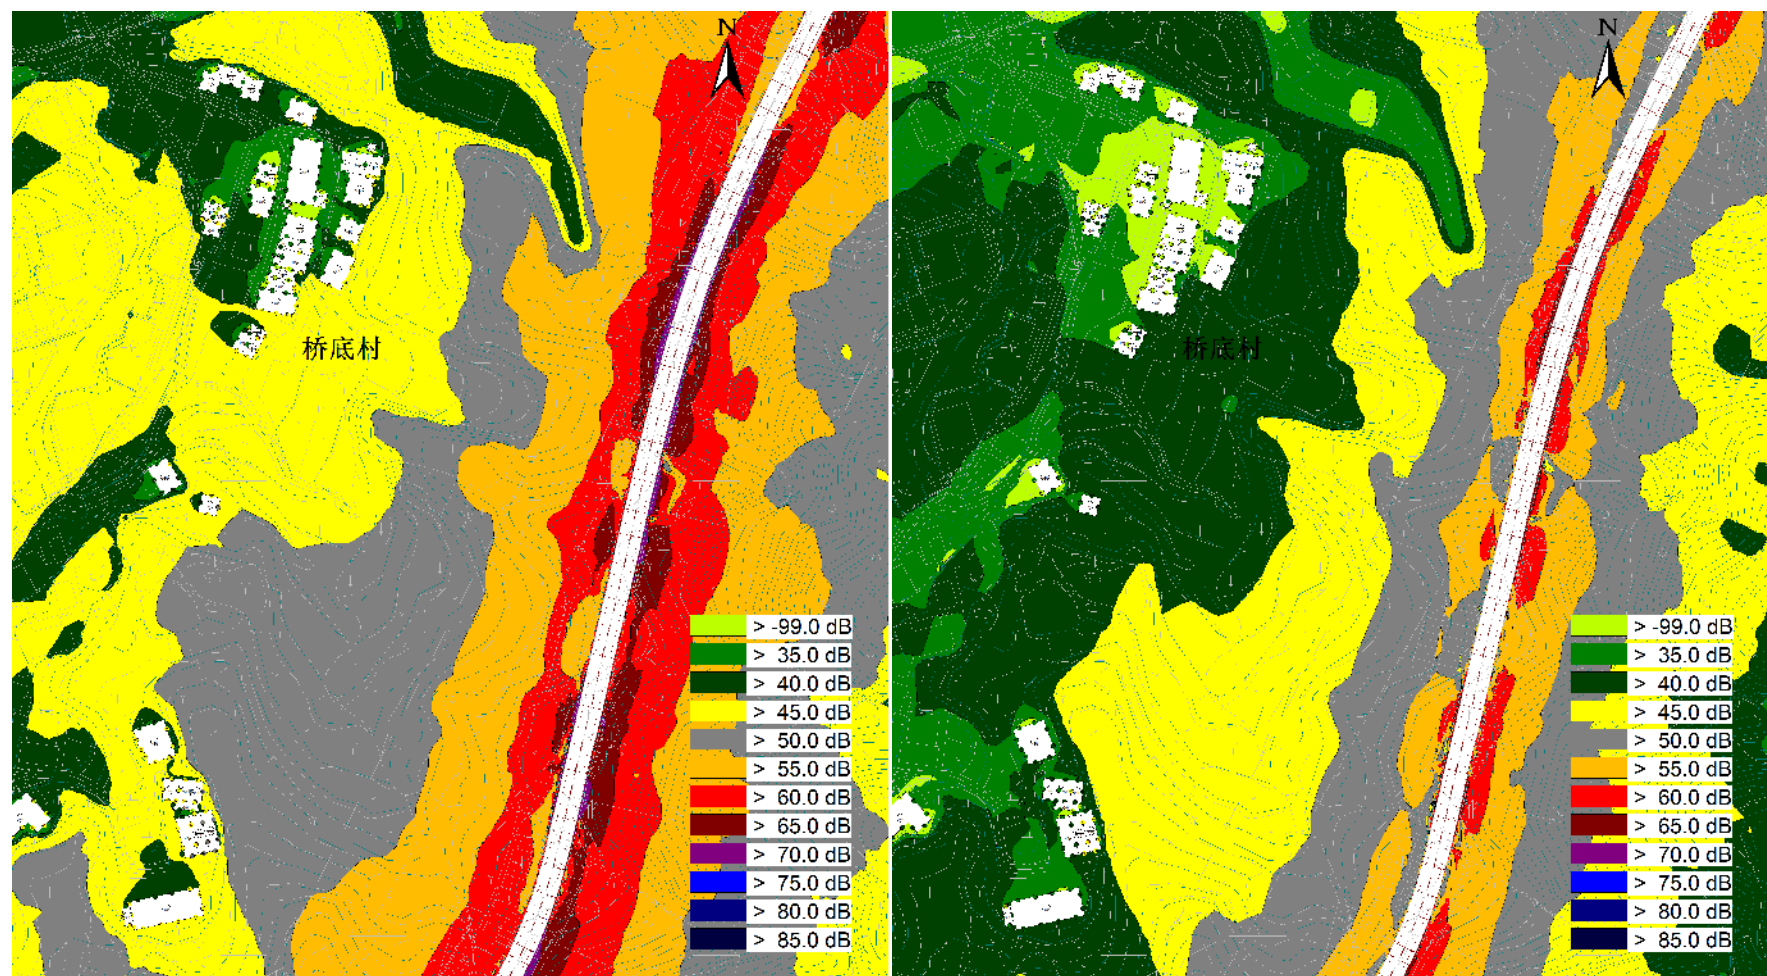 N
桥底村
> -99.0 dB
> 35.0 dB
> 40.0 dB
> 45.0 dB
> 50.0 dB
> 55.0 dB
> 60.0 dB
> 65.0 dB
> 70.0 dB
> 75.0 dB
> 80.0 dB
> 85.0 dB
N
桥底村
> -99.0 dB
> 35.0 dB
> 40.0 dB
> 45.0 dB
> 50.0 dB
> 55.0 dB
> 60.0 dB
> 65.0 dB
> 70.0 dB
> 75.0 dB
> 80.0 dB
> 85.0 dB